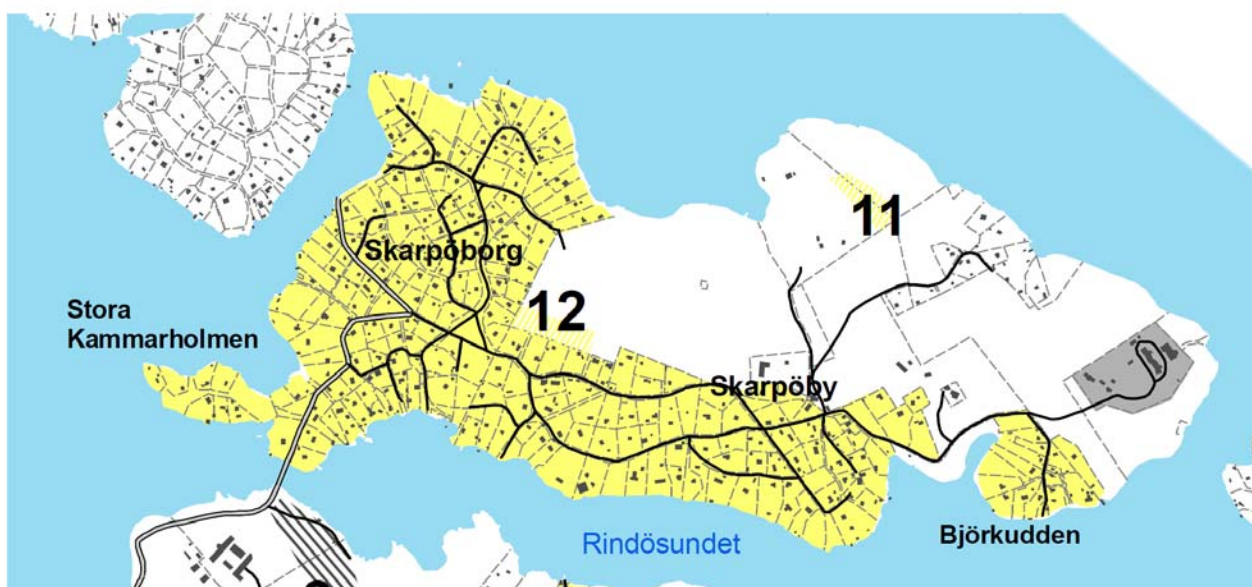 11
Skarpöborg
12
Stora
Kammarholmen
Skarpöby
Björkudden
Rindösundet